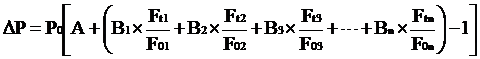 ΔP = P₀[A + (B₁×Fₜ₁/F₀₁ + B₂×Fₜ₂/F₀₂ + B₃×Fₜ₃/F₀₃ + ---- + Bₙ×Fₜₙ/F₀ₙ) −1]